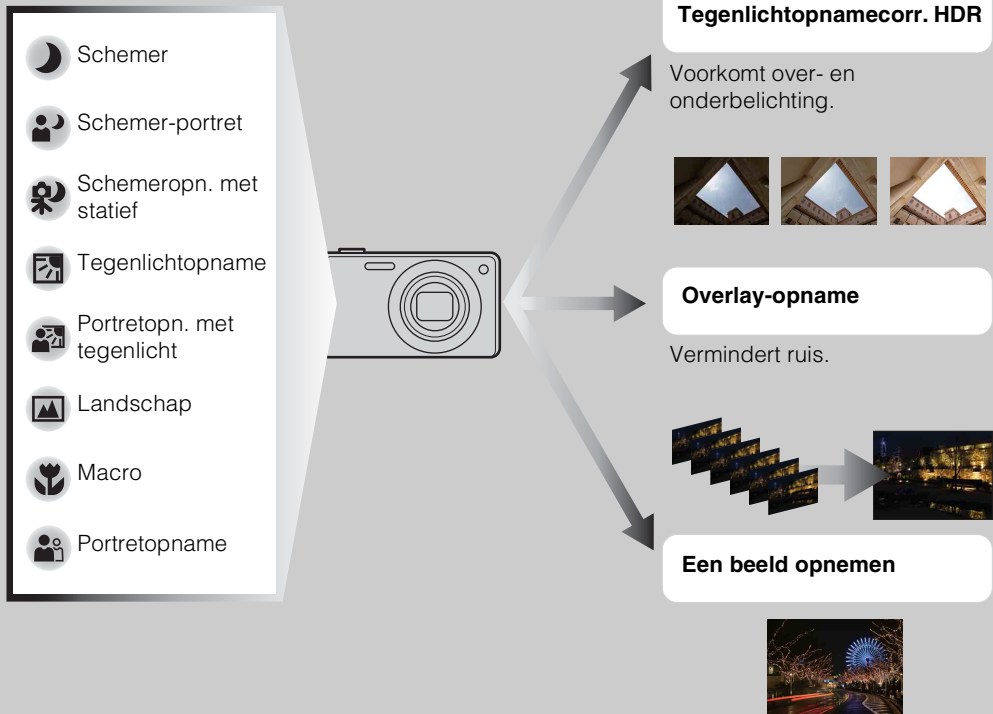 Schemer
Schemer-portret
Schemeropn. met
statief
Tegenlichtopname
Portretopn. met
tegenlicht
Landschap
Macro
Portretopname
Tegenlichtopnamecorr. HDR
Voorkomt over- en
onderbelichting.
Overlay-opname
Vermindert ruis.
Een beeld opnemen